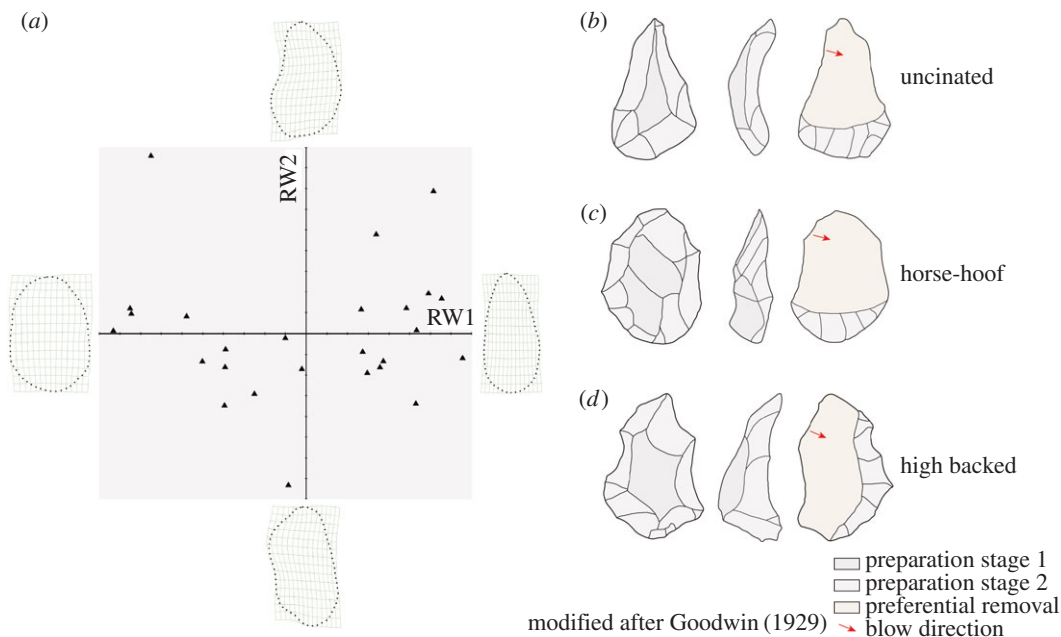 (a)
RW2
RW1
(b)
uncinated
(c)
horse-hoof
(d)
high backed
preparation stage 1
preparation stage 2
preferential removal
modified after Goodwin (1929)
blow direction